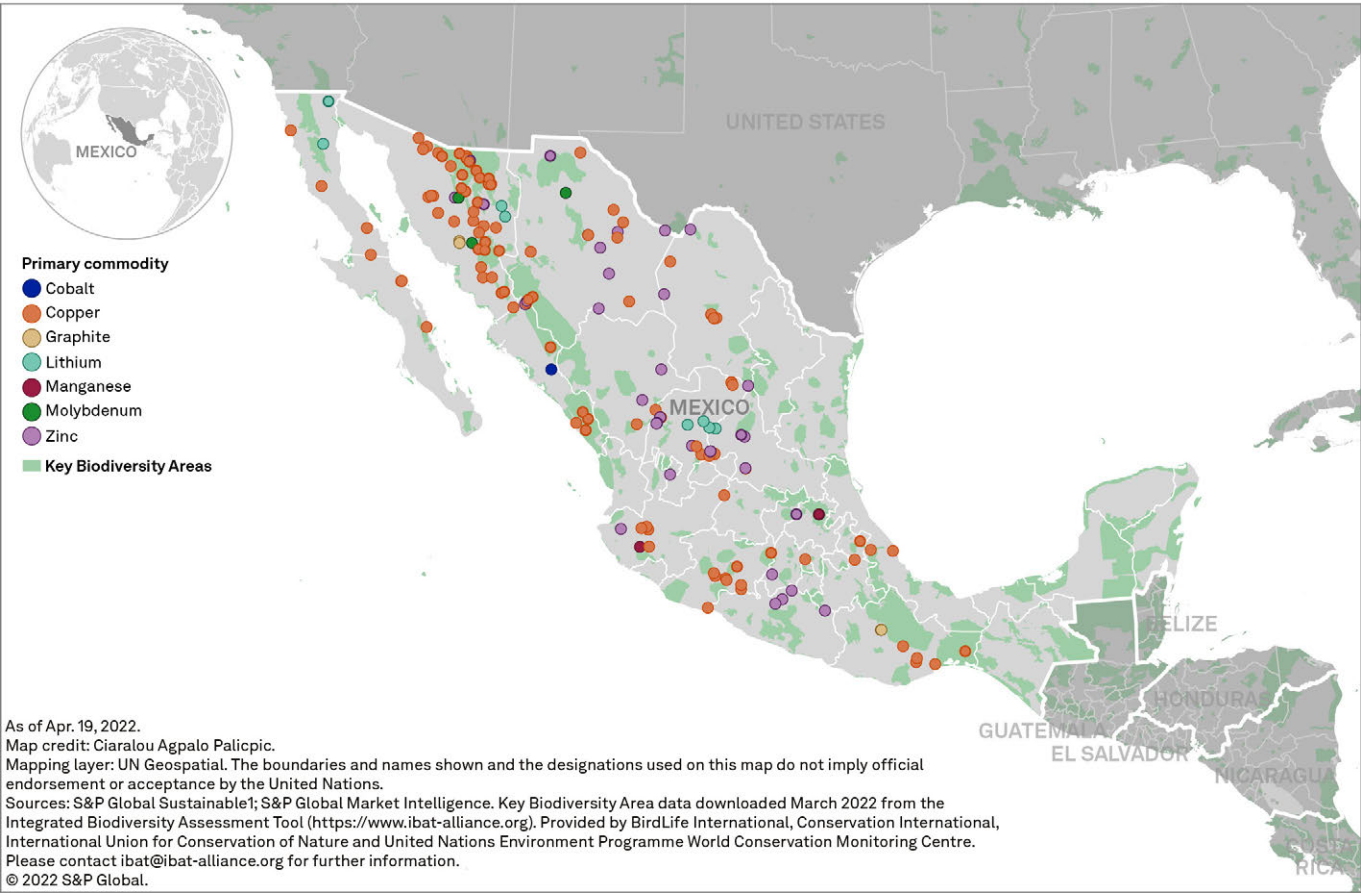 MEXICO
UNITED STATES
Primary commodity
Cobalt
Copper
Graphite
Lithium
Manganese
Molybdenum
Zinc
Key Biodiversity Areas
MEXICO
BELIZE
HONDURAS
GUATEMALA
EL SALVADOR
NICARAGUA
COSTA
RICA
As of Apr. 19, 2022.
Map credit: Ciaralou Agpalo Palicpic.
Mapping layer: UN Geospatial. The boundaries and names shown and the designations used on this map do not imply official
endorsement or acceptance by the United Nations.
Sources: S&P Global Sustainable1; S&P Global Market Intelligence. Key Biodiversity Area data downloaded March 2022 from the
Integrated Biodiversity Assessment Tool (https://www.ibat-alliance.org). Provided by BirdLife International, Conservation International,
International Union for Conservation of Nature and United Nations Environment Programme World Conservation Monitoring Centre.
Please contact ibat@ibat-alliance.org for further information.
© 2022 S&P Global.